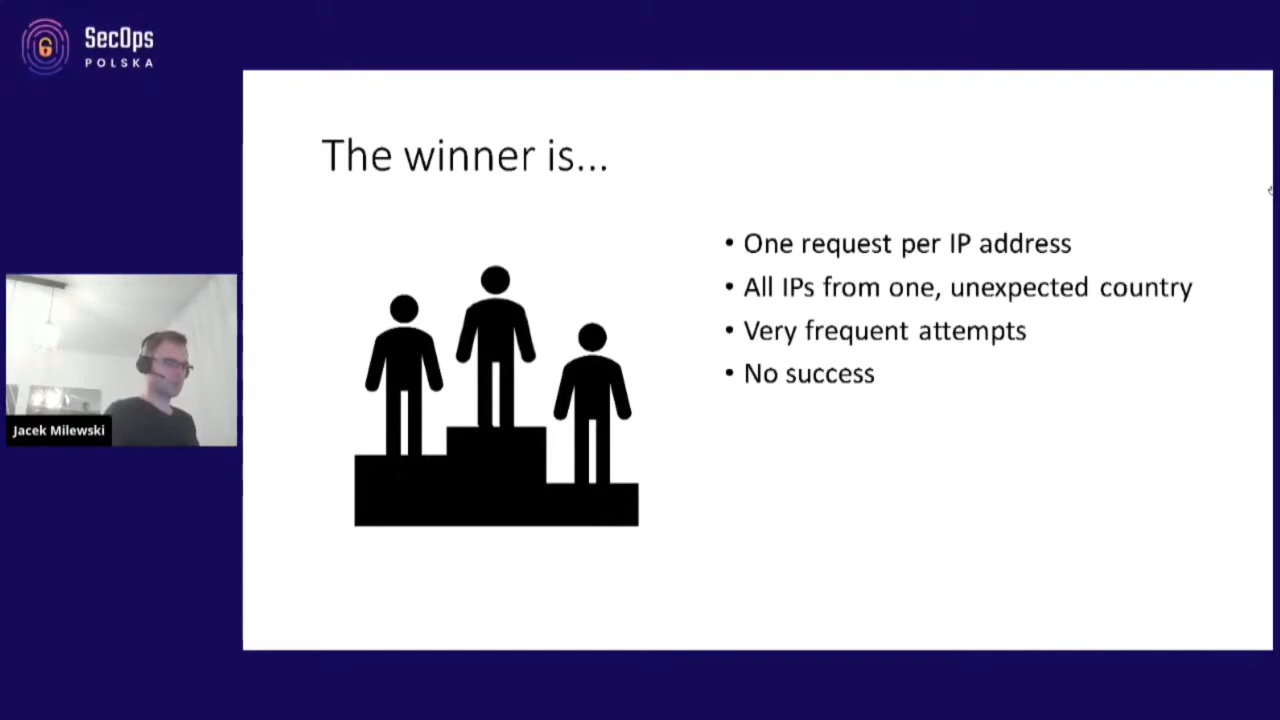 SecOps
POLSKA
The winner is...
• One request per IP address
• All IPs from one, unexpected country
• Very frequent attempts
• No success
Jacek Milewski